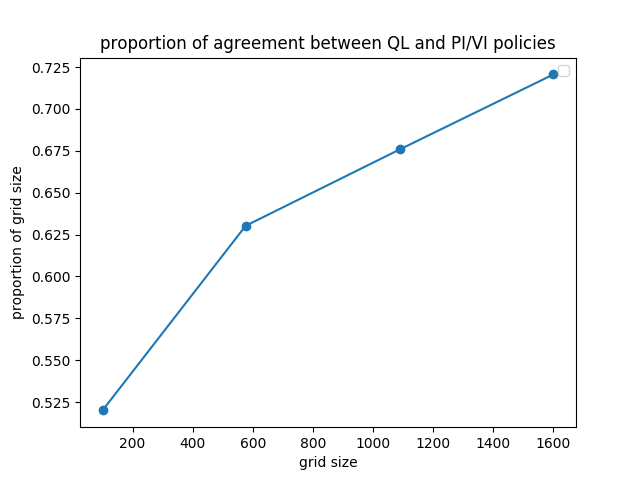 proportion of agreement between QL and PI/VI policies
0.725
0.700
0.675
0.650
0.625
0.600
0.575
0.550
0.525
proportion of grid size
200 400 600 800 1000 1200 1400 1600
grid size